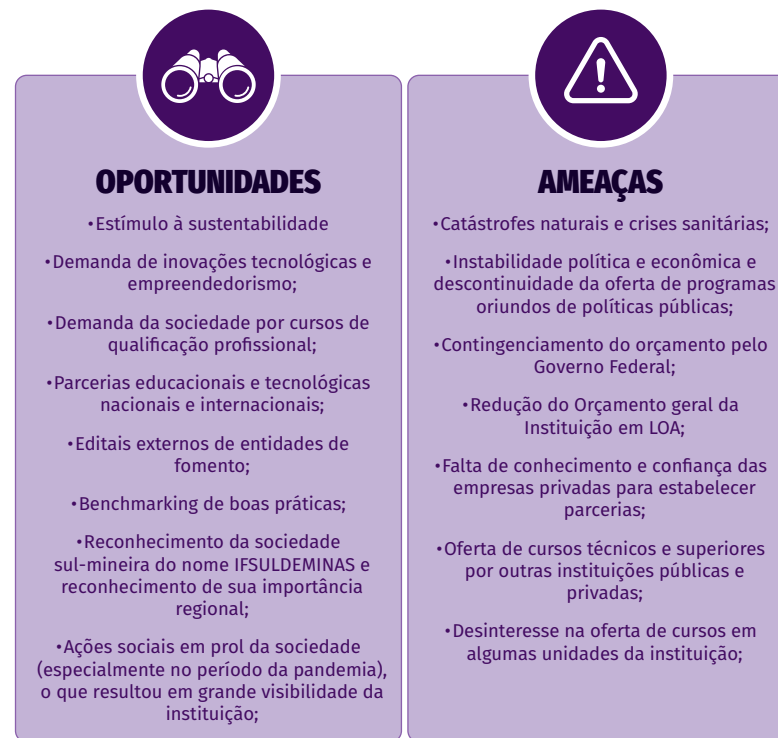 OPORTUNIDADES
•Estímulo à sustentabilidade
•Demanda de inovações tecnológicas e
empreendedorismo;
•Demanda da sociedade por cursos de
qualificação profissional;
•Parcerias educacionais e tecnológicas
nacionais e internacionais;
•Editais externos de entidades de
fomento;
•Benchmarking de boas práticas;
•Reconhecimento da sociedade
sul-mineira do nome IFSULDEMINAS e
reconhecimento de sua importância
regional;
•Ações sociais em prol da sociedade
(especialmente no período da pandemia),
o que resultou em grande visibilidade da
instituição;
AMEAÇAS
•Catástrofes naturais e crises sanitárias;
•Instabilidade política e econômica e
descontinuidade da oferta de programas
oriundos de políticas públicas;
•Contingenciamento do orçamento pelo
Governo Federal;
•Redução do Orçamento geral da
Instituição em LOA;
•Falta de conhecimento e confiança das
empresas privadas para estabelecer
parcerias;
•Oferta de cursos técnicos e superiores
por outras instituições públicas e
privadas;
•Desinteresse na oferta de cursos em
algumas unidades da instituição;